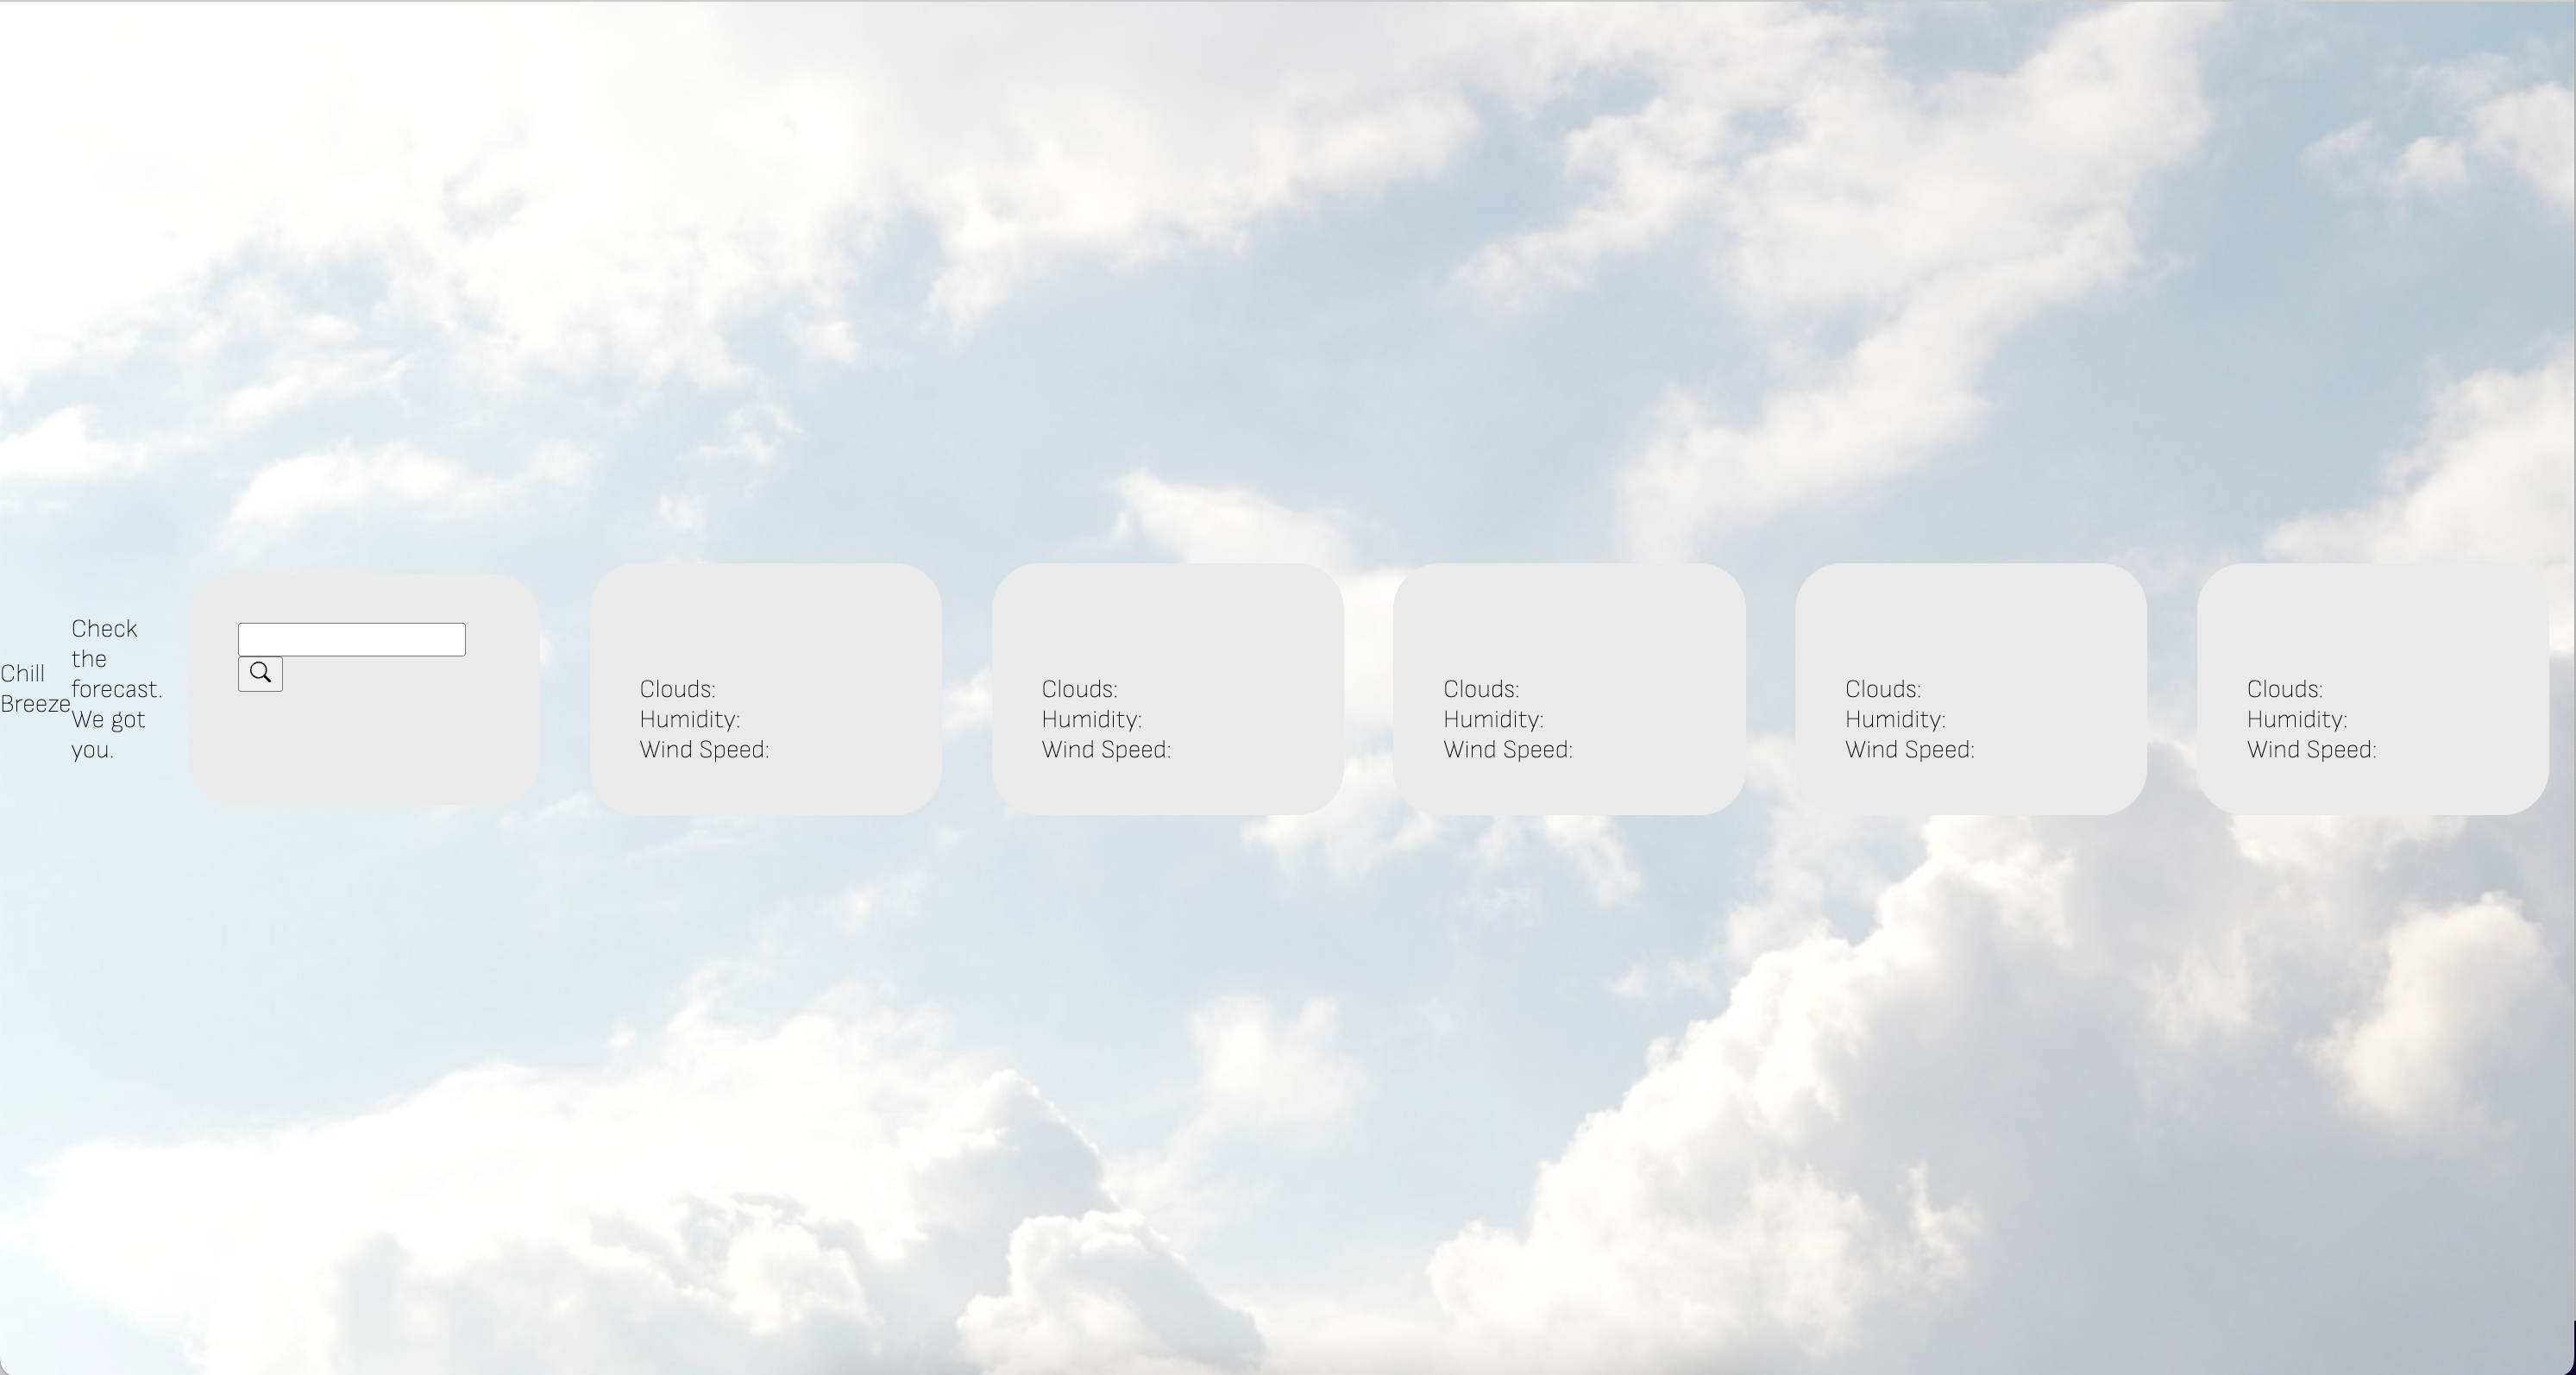 Chill
Breeze
Check
the
forecast.
We got
you.
Clouds:
Humidity:
Wind Speed:
Clouds:
Humidity:
Wind Speed:
Clouds:
Humidity:
Wind Speed:
Clouds:
Humidity:
Wind Speed:
Clouds:
Humidity:
Wind Speed: